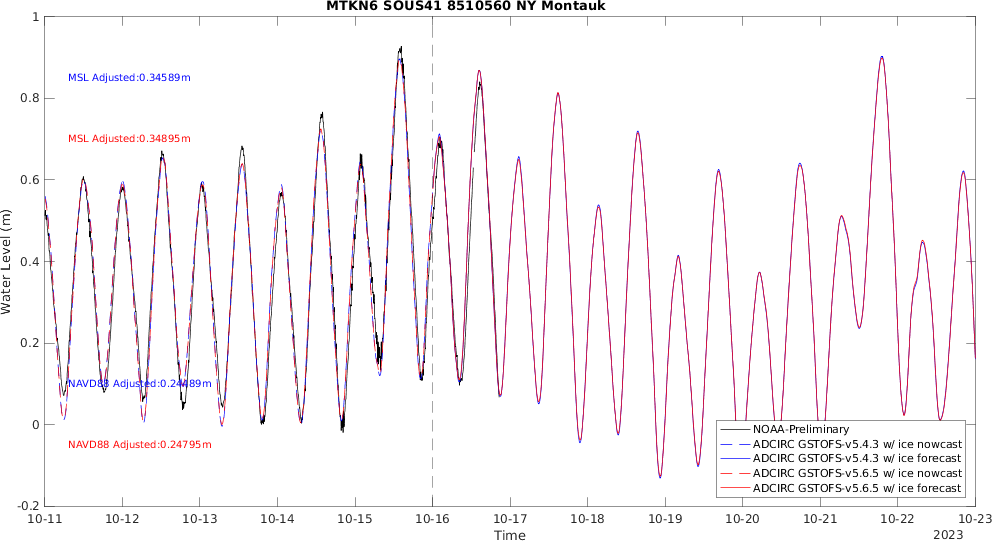 MTKN6 SOUS41 8510560 NY Montauk
1
0.8
0.6
0.4
0.2
0
-0.2
Water Level (m)
MSL Adjusted:0.34589m
MSL Adjusted:0.34895m
NAVD88 Adjusted:0.24489m
NAVD88 Adjusted:0.24795m
NOAA-Preliminary
ADCIRC GSTOFS-v5.4.3 w/ ice nowcast
ADCIRC GSTOFS-v5.4.3 w/ ice forecast
ADCIRC GSTOFS-v5.6.5 w/ ice nowcast
ADCIRC GSTOFS-v5.6.5 w/ ice forecast
10-11 10-12 10-13 10-14 10-15 10-16 10-17 10-18 10-19 10-20 10-21 10-22 10-23
Time
2023